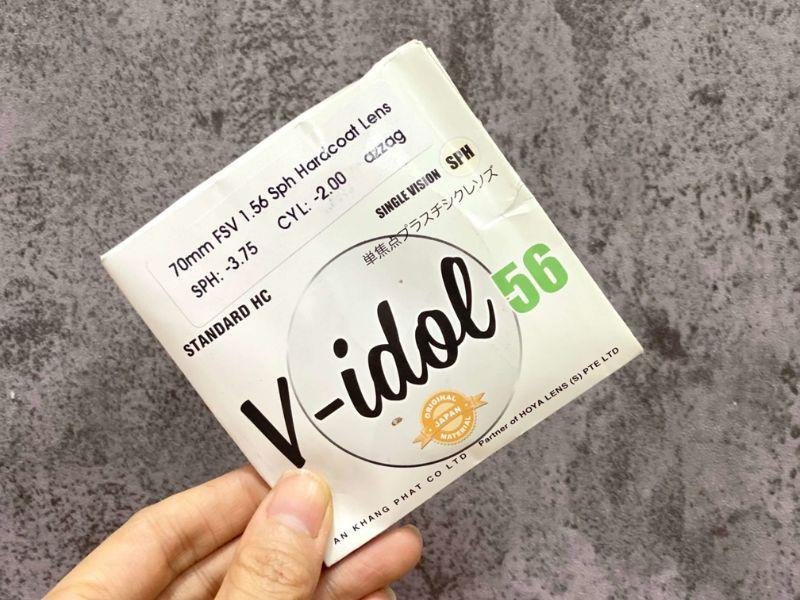 70mm FSV 1.56 Sph Hardcoat Lens
SPH: -3.75 CYL: -2.00 azzag
STANDARD HC
SINGLE VISION SPH
単焦点プラスチシクレソズ
V-idol 56
ORIGINAL
JAPAN
MATERIAL
AN KHANG PHAT CO LTD Partner of HOYA LENS (S) PTE LTD